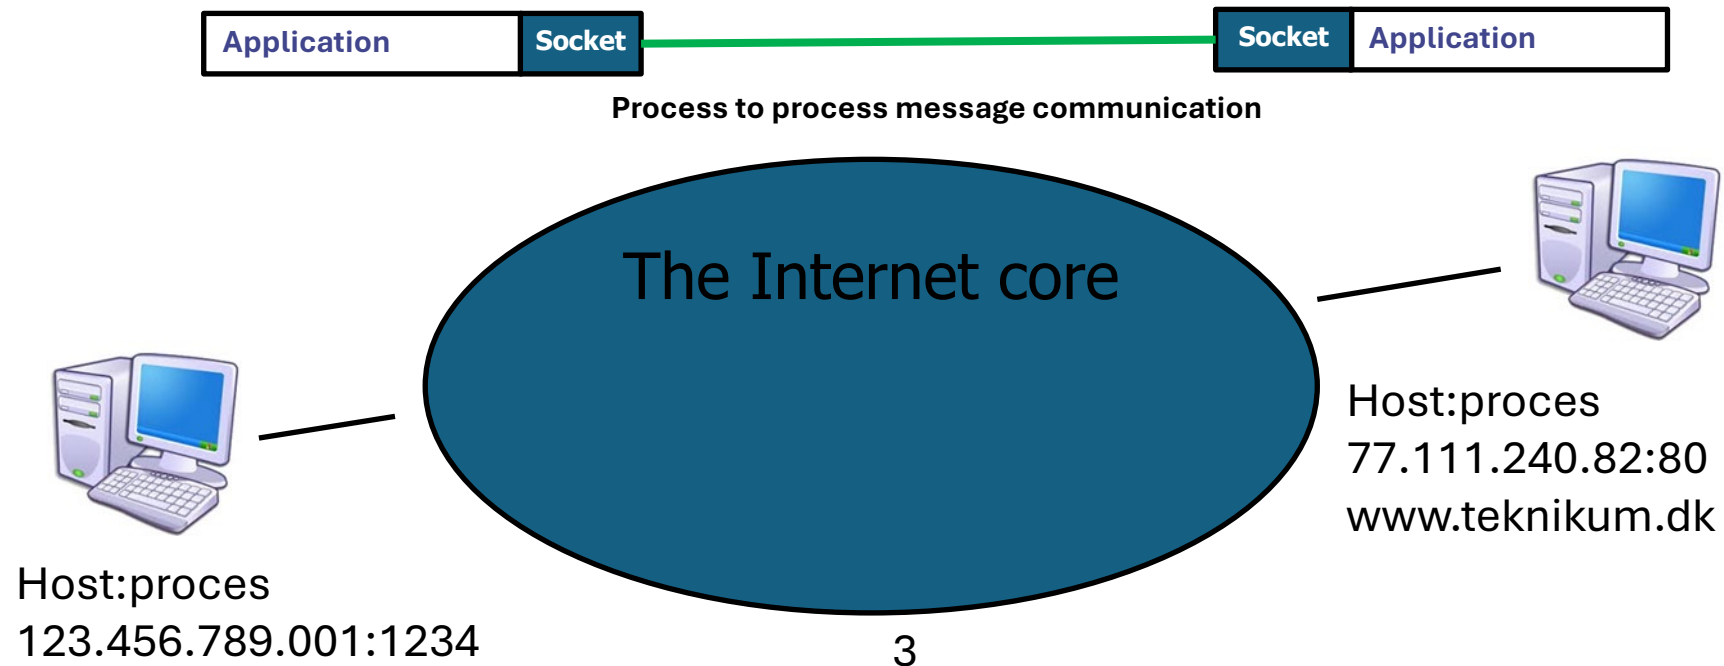 Application Socket Socket Application
Process to process message communication
The Internet core
Host:proces
77.111.240.82:80
www.teknikum.dk
Host:proces
123.456.789.001:1234
3